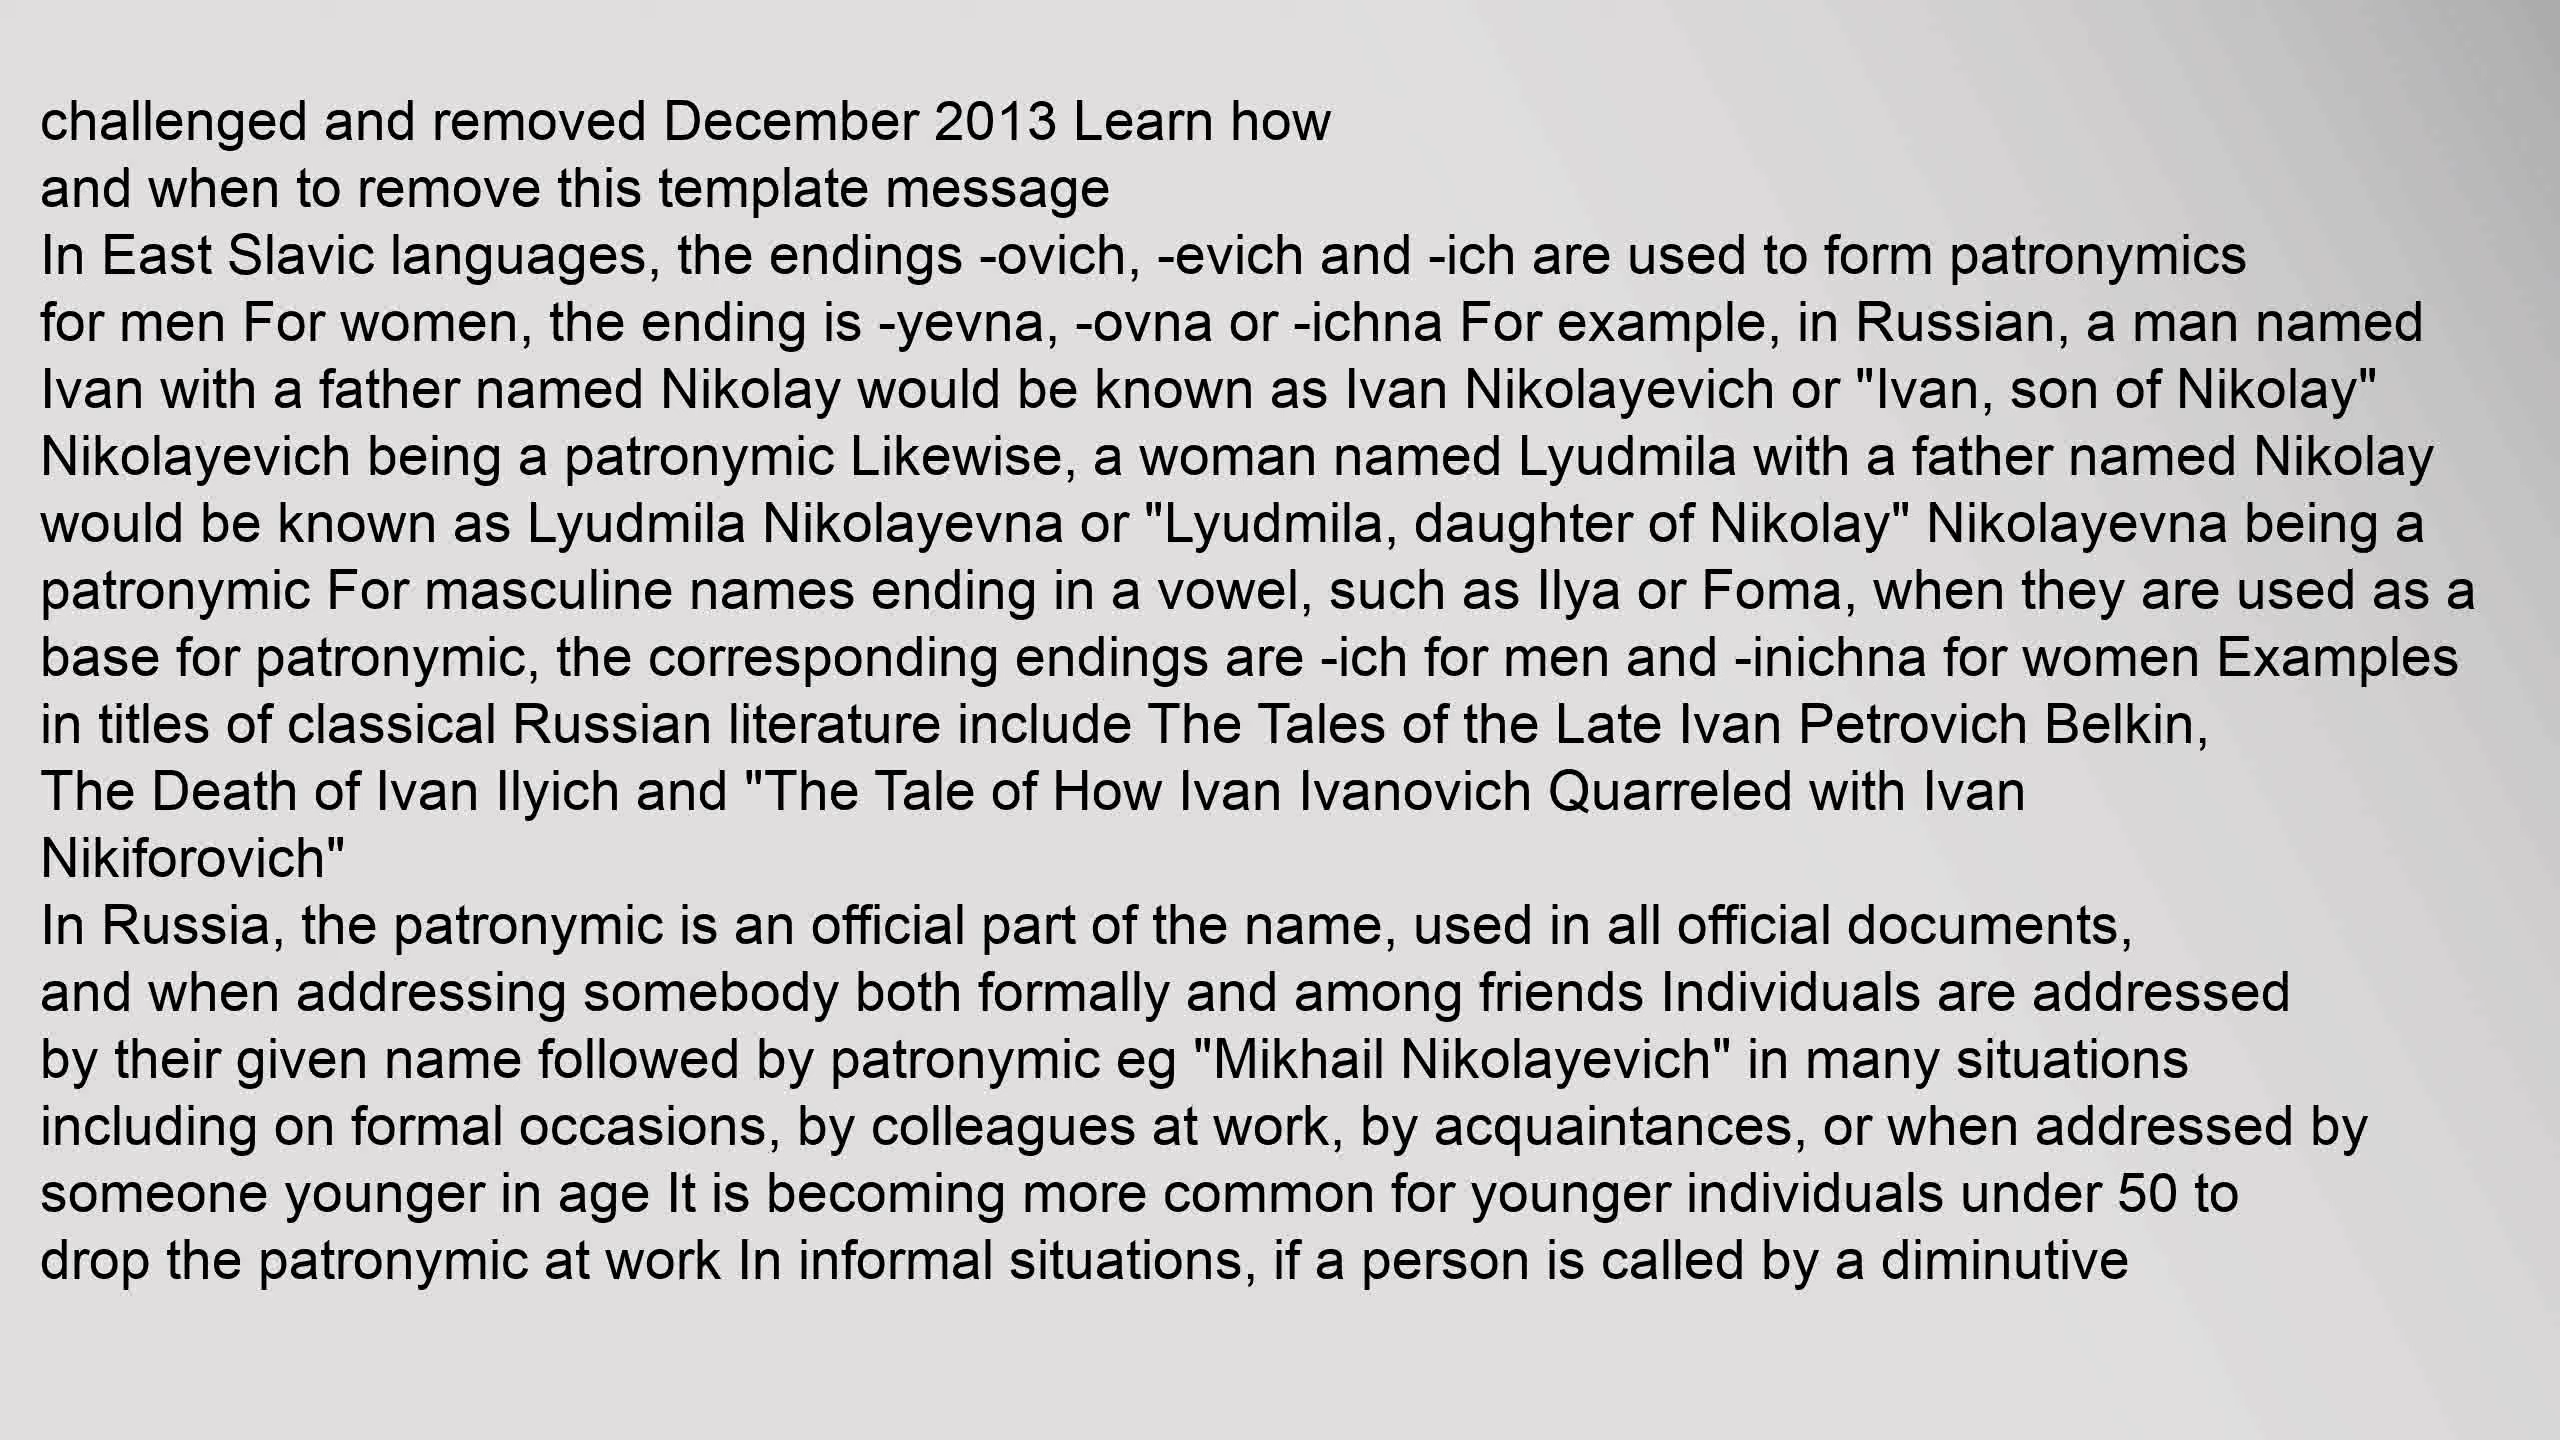 challenged and removed December 2013 Learn how
and when to remove this template message
In East Slavic languages, the endings -ovich, -evich and -ich are used to form patronymics
for men For women, the ending is -yevna, -ovna or -ichna For example, in Russian, a man named
Ivan with a father named Nikolay would be known as Ivan Nikolayevich or "Ivan, son of Nikolay"
Nikolayevich being a patronymic Likewise, a woman named Lyudmila with a father named Nikolay
would be known as Lyudmila Nikolayevna or "Lyudmila, daughter of Nikolay" Nikolayevna being a
patronymic For masculine names ending in a vowel, such as Ilya or Foma, when they are used as a
base for patronymic, the corresponding endings are -ich for men and -inichna for women Examples
in titles of classical Russian literature include The Tales of the Late Ivan Petrovich Belkin,
The Death of Ivan Ilyich and "The Tale of How Ivan Ivanovich Quarreled with Ivan
Nikiforovich"
In Russia, the patronymic is an official part of the name, used in all official documents,
and when addressing somebody both formally and among friends Individuals are addressed
by their given name followed by patronymic eg "Mikhail Nikolayevich" in many situations
including on formal occasions, by colleagues at work, by acquaintances, or when addressed by
someone younger in age It is becoming more common for younger individuals under 50 to
drop the patronymic at work In informal situations, if a person is called by a diminutive